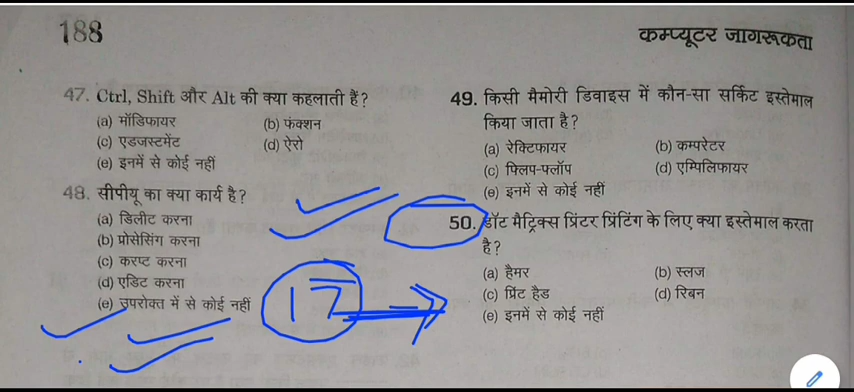 188
कम्प्यूटर जागरूकता
47. Ctrl, Shift और Alt की क्या कहलाती हैं?
(a) मॉडिफायर (b) फंक्शन
(c) एडजस्टमेंट (d) ऐरो
(e) इनमें से कोई नहीं
48. सीपीयू का क्या कार्य है?
(a) डिलीट करना
(b) प्रोसेसिंग करना
(c) करप्ट करना
(d) एडिट करना
(e) उपरोक्त में से कोई नहीं
17
49. किसी मैमोरी डिवाइस में कौन-सा सर्किट इस्तेमाल
किया जाता है?
(a) रेक्टिफायर (b) कम्परेटर
(c) फ्लिप-फ्लॉप (d) एम्पिलिफायर
(e) इनमें से कोई नहीं
50. डॉट मैट्रिक्स प्रिंटर प्रिंटिंग के लिए क्या इस्तेमाल करता
है?
(a) हैमर (b) स्लज
(c) प्रिंट हैड (d) रिबन
(e) इनमें से कोई नहीं